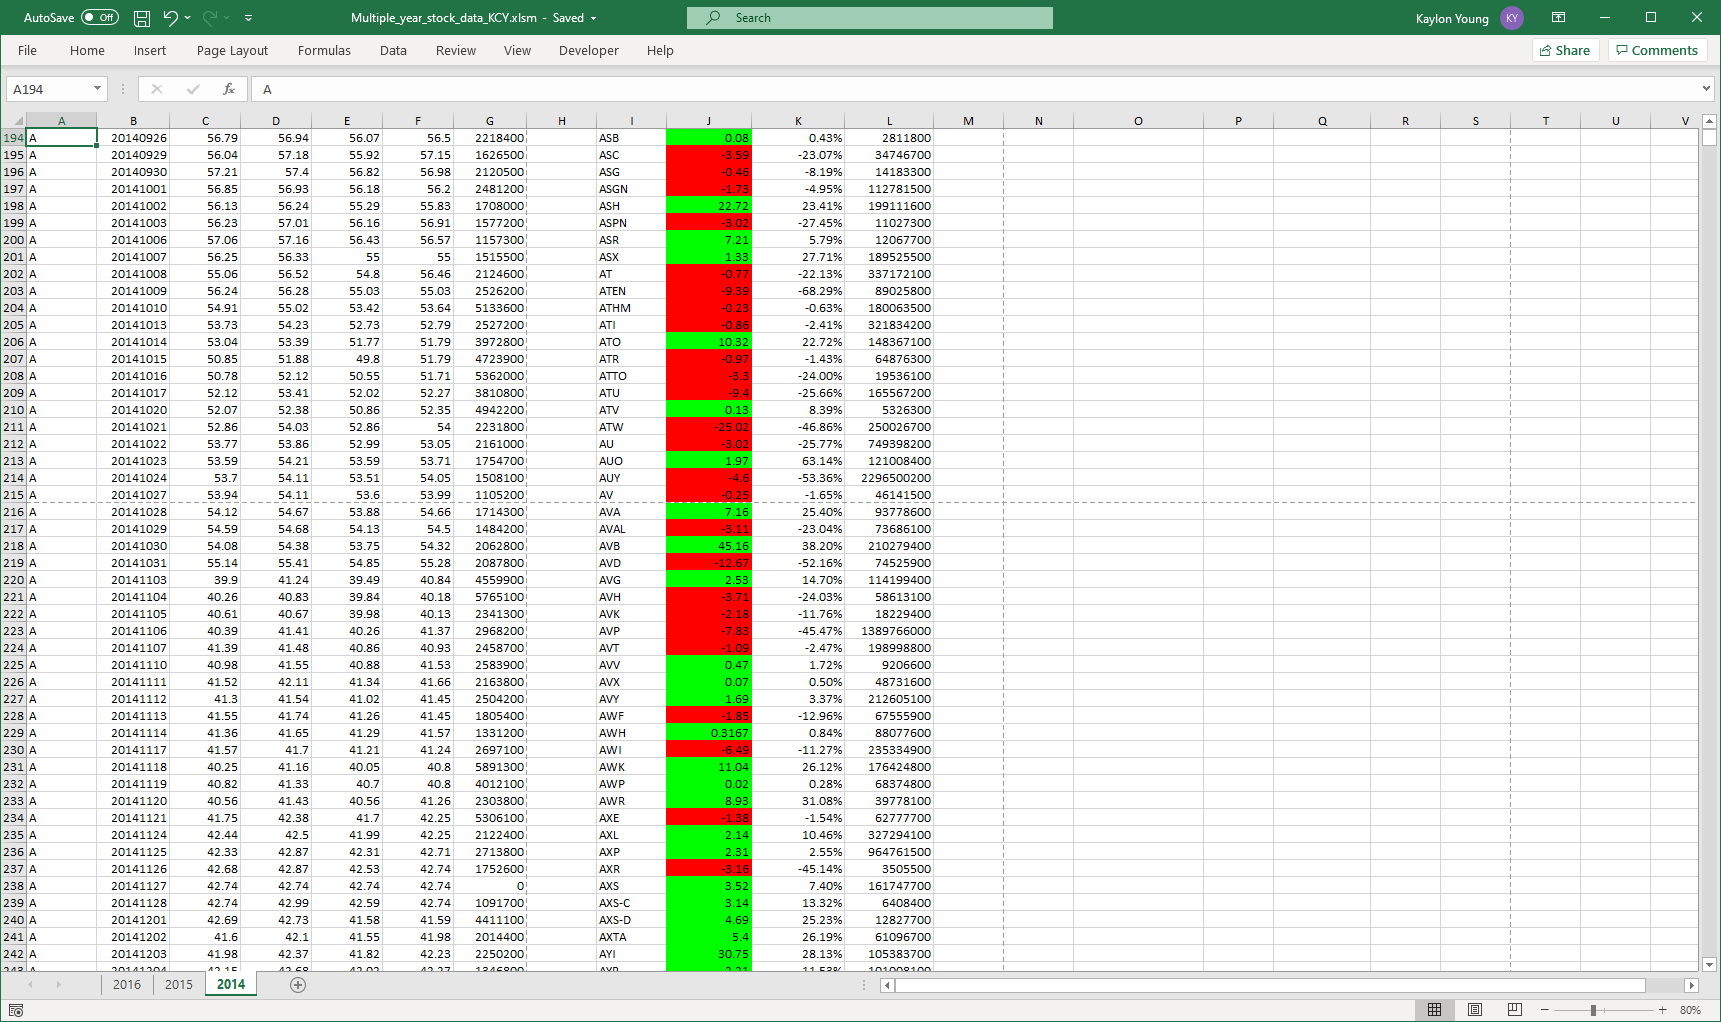 AutoSave Off Multiple_year_stock_data_KCY.xlsm - Saved Search Kaylon Young KY
File Home Insert Page Layout Formulas Data Review View Developer Help Share Comments
A194 fx A
A B C D E F G H I J K L M N O P Q R S T U V
194 A 20140926 56.79 56.94 56.07 56.5 2218400 ASB 0.08 0.43% 2811800
195 A 20140929 56.04 57.18 55.92 57.15 1626500 ASC -3.59 -23.07% 34746700
196 A 20140930 57.21 57.4 56.82 56.98 2120500 ASG -0.46 -8.19% 14183300
197 A 20141001 56.85 56.93 56.18 56.2 2481200 ASGN -1.73 -4.95% 112781500
198 A 20141002 56.13 56.24 55.29 55.83 1708000 ASH 22.72 23.41% 199111600
199 A 20141003 56.23 57.01 56.16 56.91 1577200 ASPN -3.02 -27.45% 11027300
200 A 20141006 57.06 57.16 56.43 56.57 1157300 ASR 7.21 5.79% 12067700
201 A 20141007 56.25 56.33 55 55 1515500 ASX 1.33 27.71% 189525500
202 A 20141008 55.06 56.52 54.8 56.46 2124600 AT -0.77 -22.13% 337172100
203 A 20141009 56.24 56.28 55.03 55.03 2526200 ATEN -9.39 -68.29% 89025800
204 A 20141010 54.91 55.02 53.42 53.64 5133600 ATHM -0.23 -0.63% 180063500
205 A 20141013 53.73 54.23 52.73 52.79 2527200 ATI -0.86 -2.41% 321834200
206 A 20141014 53.04 53.39 51.77 51.79 3972800 ATO 10.32 22.72% 148367100
207 A 20141015 50.85 51.88 49.8 51.79 4723900 ATR -0.97 -1.43% 64876300
208 A 20141016 50.78 52.12 50.55 51.71 5362000 ATTO -3.3 -24.00% 19536100
209 A 20141017 52.12 53.41 52.02 52.27 3810800 ATU -9.4 -25.66% 165567200
210 A 20141020 52.07 52.38 50.86 52.35 4942200 ATV 0.13 8.39% 5326300
211 A 20141021 52.86 54.03 52.86 54 2231800 ATW -25.02 -46.86% 250026700
212 A 20141022 53.77 53.86 52.99 53.05 2161000 AU -3.02 -25.77% 749398200
213 A 20141023 53.59 54.21 53.59 53.71 1754700 AUO 1.97 63.14% 121008400
214 A 20141024 53.7 54.11 53.51 54.05 1508100 AUY -4.6 -53.36% 2296500200
215 A 20141027 53.94 54.11 53.6 53.99 1105200 AV -0.25 -1.65% 46141500
216 A 20141028 54.12 54.67 53.88 54.66 1714300 AVA 7.16 25.40% 93778600
217 A 20141029 54.59 54.68 54.13 54.5 1484200 AVAL -3.11 -23.04% 73686100
218 A 20141030 54.08 54.38 53.75 54.32 2062800 AVB 45.16 38.20% 210279400
219 A 20141031 55.14 55.41 54.85 55.28 2087800 AVD -12.67 -52.16% 74525900
220 A 20141103 39.9 41.24 39.49 40.84 4559900 AVG 2.53 14.70% 114199400
221 A 20141104 40.26 40.83 39.84 40.18 5765100 AVH -3.71 -24.03% 58613100
222 A 20141105 40.61 40.67 39.98 40.13 2341300 AVK -2.18 -11.76% 18229400
223 A 20141106 40.39 41.41 40.26 41.37 2968200 AVP -7.83 -45.47% 1389766000
224 A 20141107 41.39 41.48 40.86 40.93 2458700 AVT -1.09 -2.47% 198998800
225 A 20141110 40.98 41.55 40.88 41.53 2583900 AVV 0.47 1.72% 9206600
226 A 20141111 41.52 42.11 41.34 41.66 2163800 AVX 0.07 0.50% 48731600
227 A 20141112 41.3 41.54 41.02 41.45 2504200 AVY 1.69 3.37% 212605100
228 A 20141113 41.55 41.74 41.26 41.45 1805400 AWF -1.85 -12.96% 67555900
229 A 20141114 41.36 41.65 41.29 41.57 1331200 AWH 0.3167 0.84% 88077600
230 A 20141117 41.57 41.7 41.21 41.24 2697100 AWI -6.49 -11.27% 235334900
231 A 20141118 40.25 41.16 40.05 40.8 5891300 AWK 11.04 26.12% 176424800
232 A 20141119 40.82 41.33 40.7 40.8 4012100 AWP 0.02 0.28% 68374800
233 A 20141120 40.56 41.43 40.56 41.26 2303800 AWR 8.93 31.08% 39778100
234 A 20141121 41.75 42.38 41.7 42.25 5306100 AXE -1.38 -1.54% 62777700
235 A 20141124 42.44 42.5 41.99 42.25 2122400 AXL 2.14 10.46% 327294100
236 A 20141125 42.33 42.87 42.31 42.71 2713800 AXP 2.31 2.55% 964761500
237 A 20141126 42.68 42.87 42.53 42.74 1752600 AXR -3.16 -45.14% 3505500
238 A 20141127 42.74 42.74 42.74 42.74 0 AXS 3.52 7.40% 161747700
239 A 20141128 42.74 42.99 42.59 42.74 1091700 AXS-C 3.14 13.32% 6408400
240 A 20141201 42.69 42.73 41.58 41.59 4411100 AXS-D 4.69 25.23% 12827700
241 A 20141202 41.6 42.1 41.55 41.98 2014400 AXTA 5.4 26.19% 61096700
242 A 20141203 41.98 42.37 41.82 42.23 2250200 AYI 30.75 28.13% 105383700
2016 2015 2014
80%